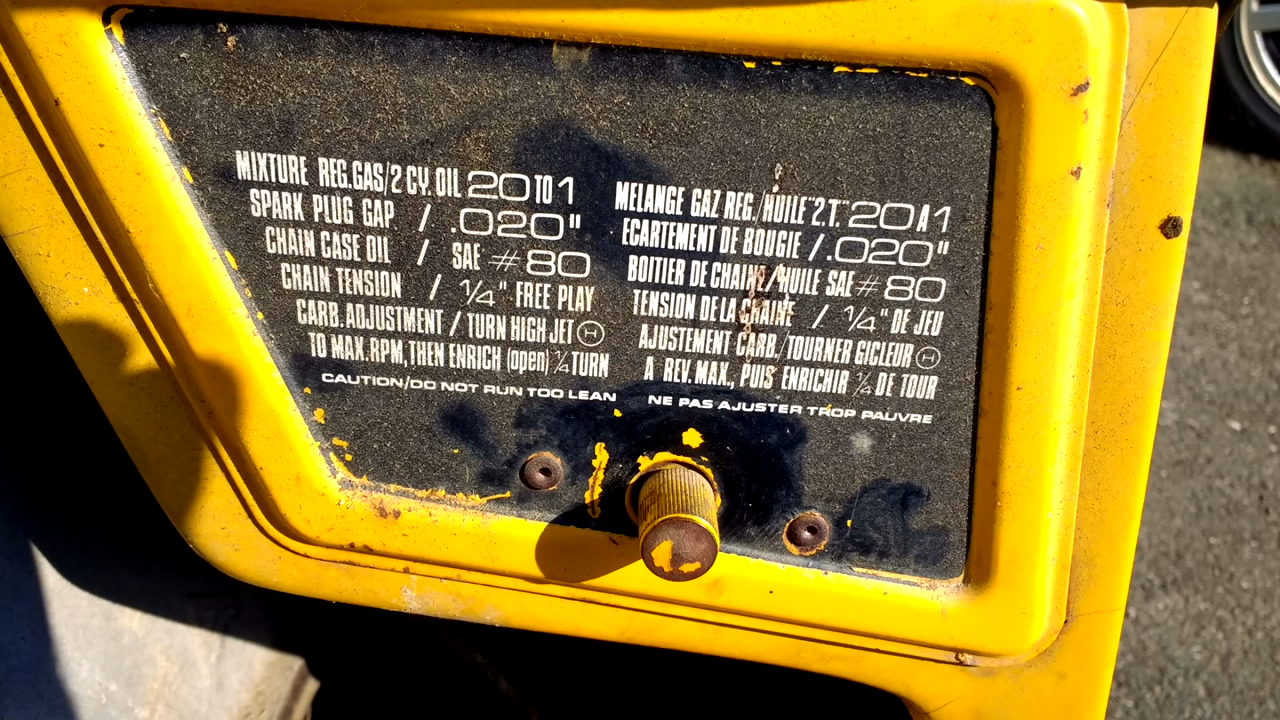 MIXTURE REG.GAS/2 CY. OIL 20 TO 1
SPARK PLUG GAP / .020"
CHAIN CASE OIL / SAE #80
CHAIN TENSION / 1/4" FREE PLAY
CARB. ADJUSTMENT / TURN HIGH JET Ⓗ
TO MAX. RPM, THEN ENRICH (open) 1/4 TURN
CAUTION/DO NOT RUN TOO LEAN
MELANGE GAZ REG./HUILE "2.T." 20 A 1
ECARTEMENT DE BOUGIE / .020"
BOITIER DE CHAINE/HUILE SAE #80
TENSION DE LA CHAINE / 1/4" DE JEU
AJUSTEMENT CARB./TOURNER GICLEUR Ⓗ
A REV. MAX., PUIS ENRICHIR 1/4 DE TOUR
NE PAS AJUSTER TROP PAUVRE